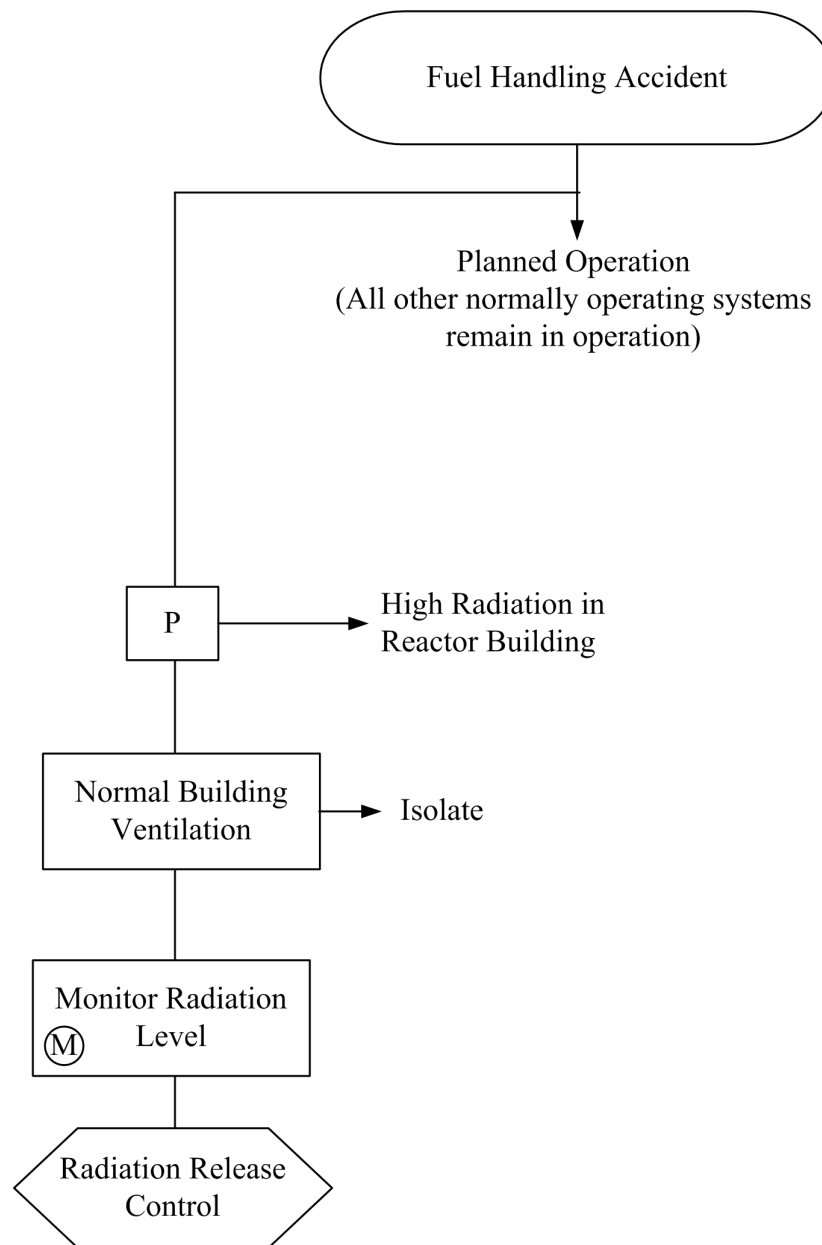 Fuel Handling Accident
Planned Operation
(All other normally operating systems
remain in operation)
P
High Radiation in
Reactor Building
Normal Building
Ventilation
Isolate
Monitor Radiation
Level
M
Radiation Release
Control